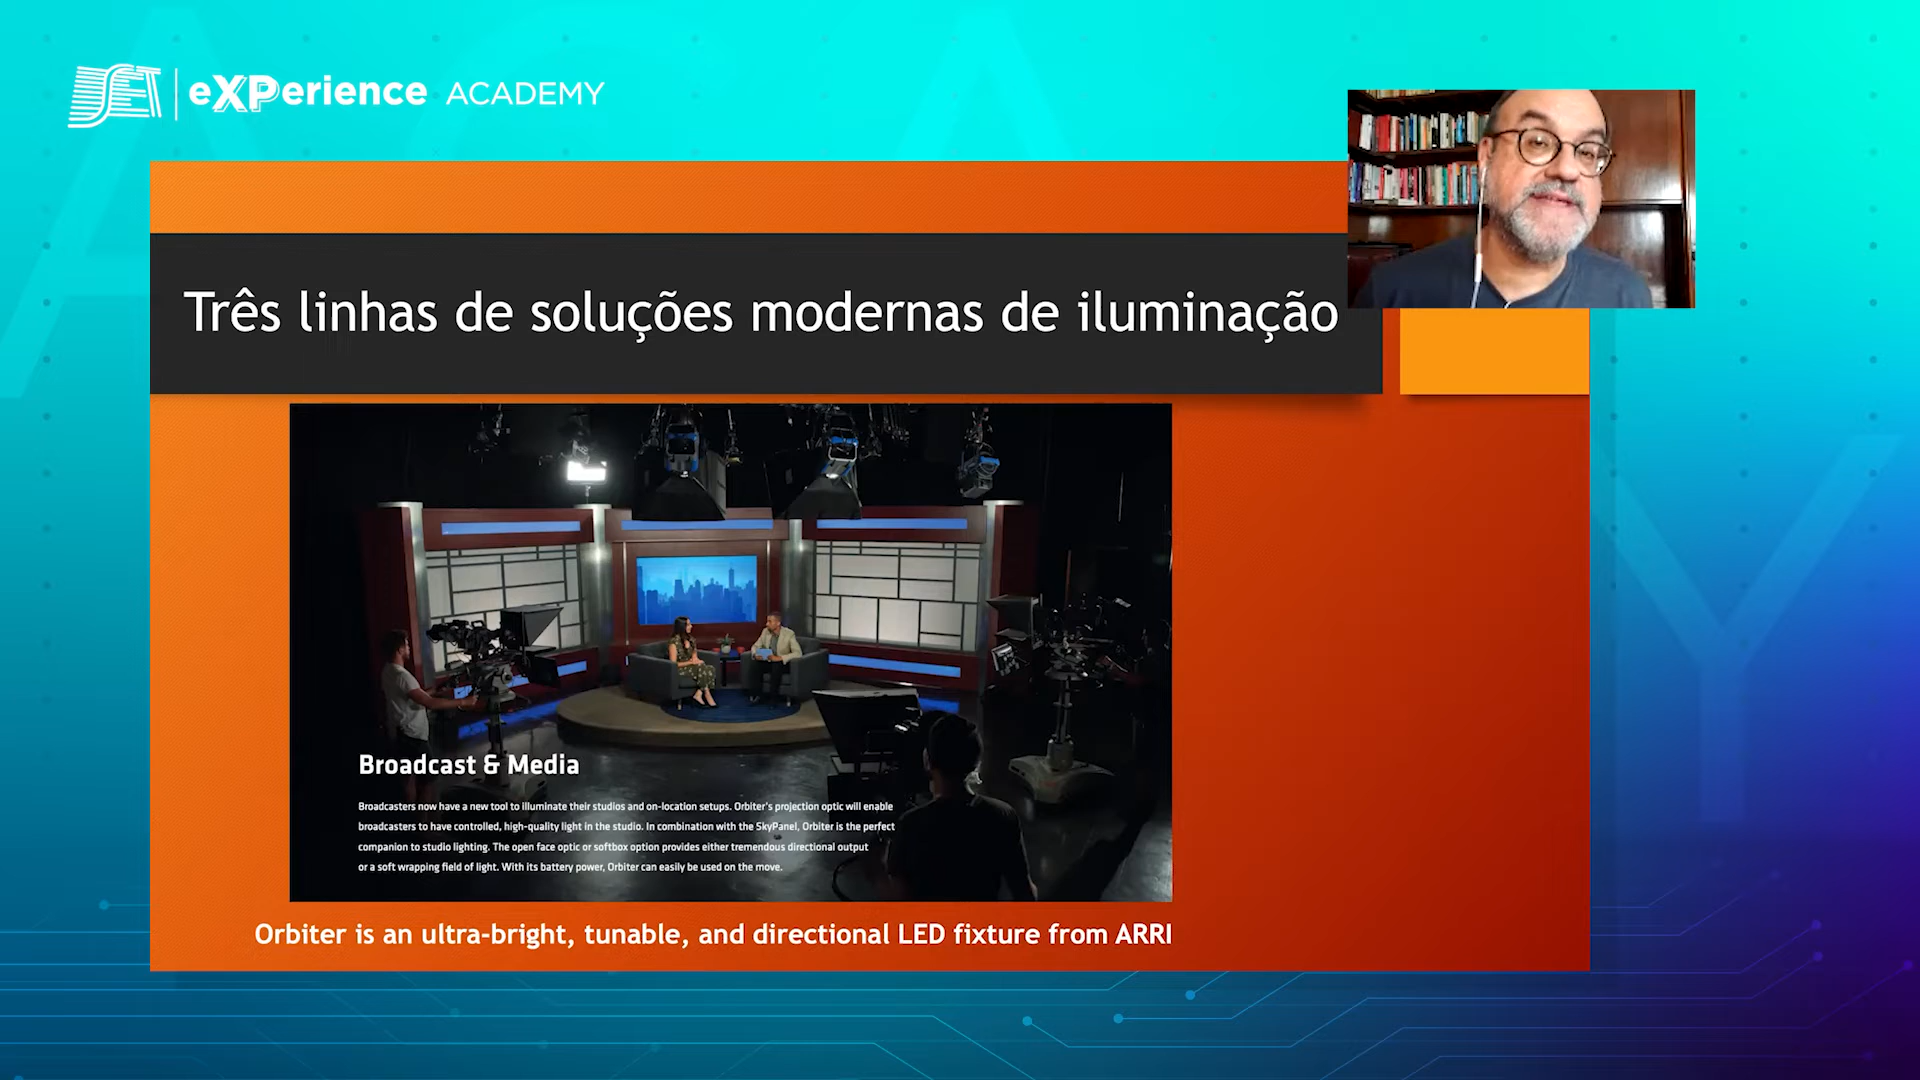 SET eXPerience ACADEMY
Três linhas de soluções modernas de iluminação
Broadcast & Media
Broadcasters now have a new tool to illuminate their studios and on-location setups. Orbiter's projection optic will enable
broadcasters to have controlled, high-quality light in the studio. In combination with the SkyPanel, Orbiter is the perfect
companion to studio lighting. The open face optic or softbox option provides either tremendous directional output
or a soft wrapping field of light. With its battery power, Orbiter can easily be used on the move.
Orbiter is an ultra-bright, tunable, and directional LED fixture from ARRI